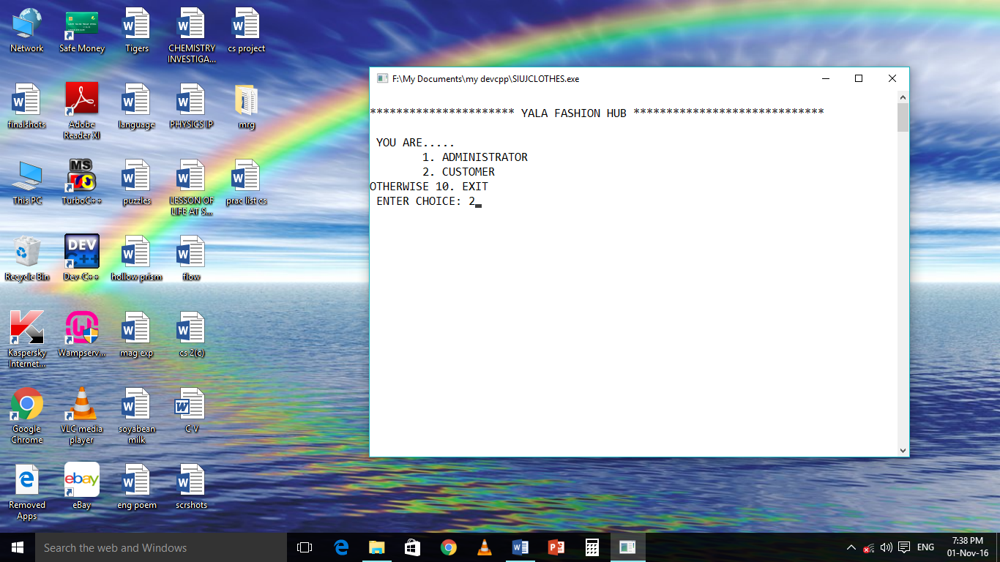 Network
Safe Money
Tigers
CHEMISTRY
INVESTIGA...
cs project
finalshots
Adobe
Reader XI
language
PHYSICS IP
mrg
This PC
TurboC++
puzzles
LESSON OF
LIFE AT S...
prac list cs
Recycle Bin
Dev-C++
hollow prism
flow
Kaspersky
Internet...
Wampserv...
mag exp
cs 2(c)
Google
Chrome
VLC media
player
soyabean
milk
C V
Removed
Apps
eBay
eng poem
scrshots
F:\My Documents\my devcpp\SIUJCLOTHES.exe
********************** YALA FASHION HUB *****************************
YOU ARE.....
1. ADMINISTRATOR
2. CUSTOMER
OTHERWISE 10. EXIT
ENTER CHOICE: 2
Search the web and Windows
ENG
7:38 PM
01-Nov-16